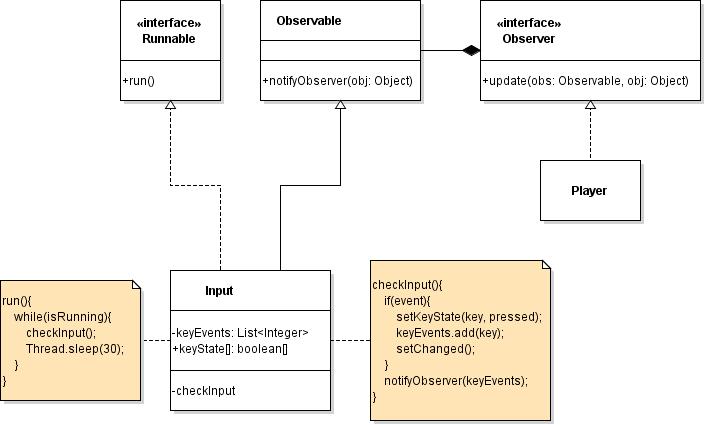 «interface»
Runnable
+run()
Observable
+notifyObserver(obj: Object)
«interface»
Observer
+update(obs: Observable, obj: Object)
Player
Input
-keyEvents: List<Integer>
+keyState[]: boolean[]
-checkInput
run(){
while(isRunning){
checkInput();
Thread.sleep(30);
}
}
checkInput(){
if(event){
setKeyState(key, pressed);
keyEvents.add(key);
setChanged();
}
notifyObserver(keyEvents);
}